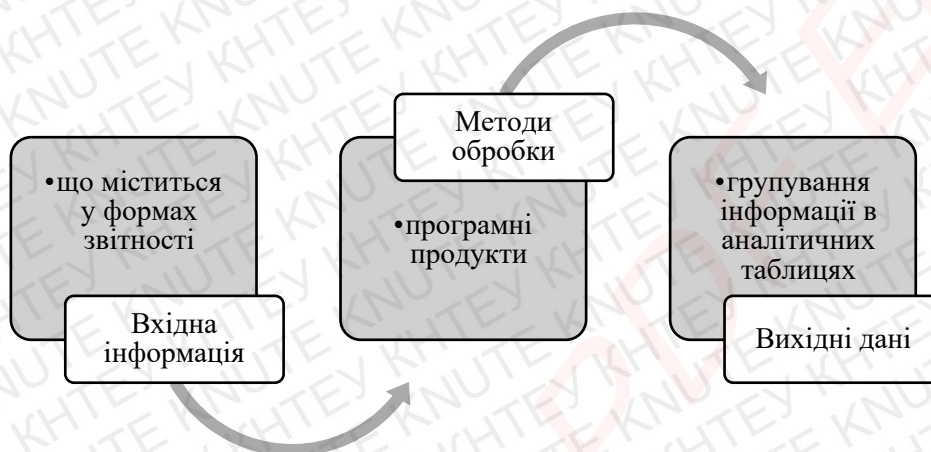 •що міститься
у формах
звітності
Вхідна
інформація
Методи
обробки
•програмні
продукти
•групування
інформації в
аналітичних
таблицях
Вихідні дані